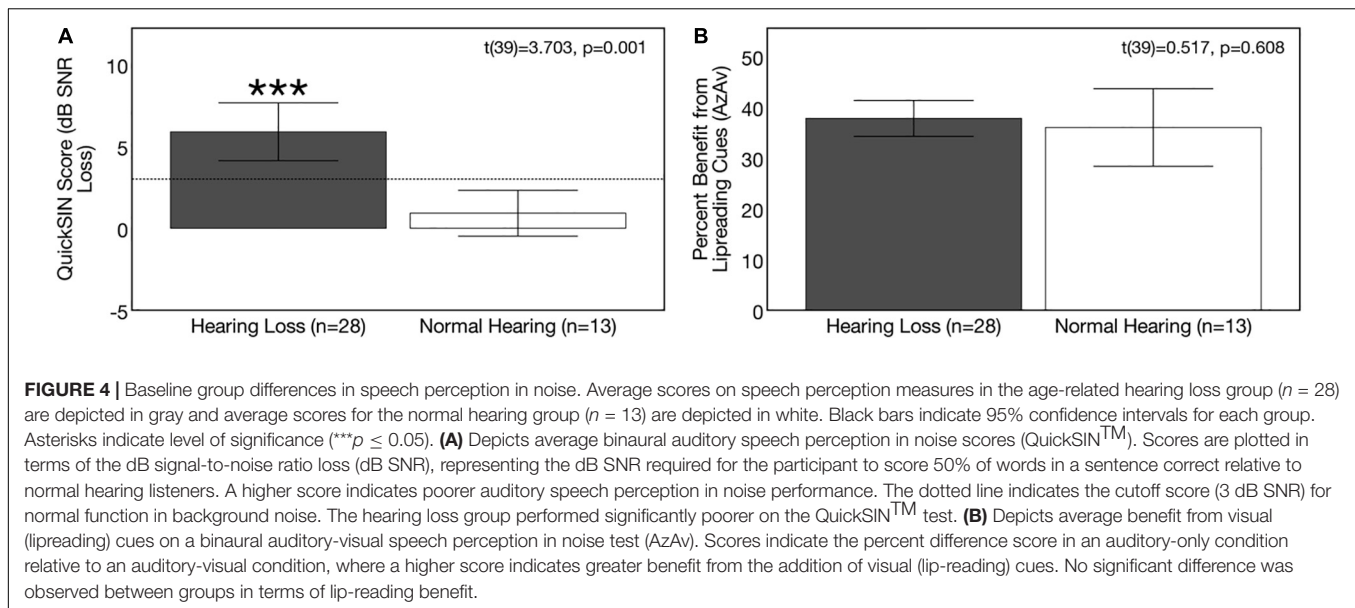 A
t(39)=3.703, p=0.001
QuickSIN Score (dB SNR
Loss)
10
5
0
-5
***
Hearing Loss (n=28)
Normal Hearing (n=13)
B
t(39)=0.517, p=0.608
Percent Benefit from
Lipreading Cues (AzAv)
50
40
30
20
10
0
Hearing Loss (n=28)
Normal Hearing (n=13)
FIGURE 4 | Baseline group differences in speech perception in noise. Average scores on speech perception measures in the age-related hearing loss group (n = 28)
are depicted in gray and average scores for the normal hearing group (n = 13) are depicted in white. Black bars indicate 95% confidence intervals for each group.
Asterisks indicate level of significance (***p ≤ 0.05). (A) Depicts average binaural auditory speech perception in noise scores (QuickSIN™). Scores are plotted in
terms of the dB signal-to-noise ratio loss (dB SNR), representing the dB SNR required for the participant to score 50% of words in a sentence correct relative to
normal hearing listeners. A higher score indicates poorer auditory speech perception in noise performance. The dotted line indicates the cutoff score (3 dB SNR) for
normal function in background noise. The hearing loss group performed significantly poorer on the QuickSIN™ test. (B) Depicts average benefit from visual
(lipreading) cues on a binaural auditory-visual speech perception in noise test (AzAv). Scores indicate the percent difference score in an auditory-only condition
relative to an auditory-visual condition, where a higher score indicates greater benefit from the addition of visual (lip-reading) cues. No significant difference was
observed between groups in terms of lip-reading benefit.